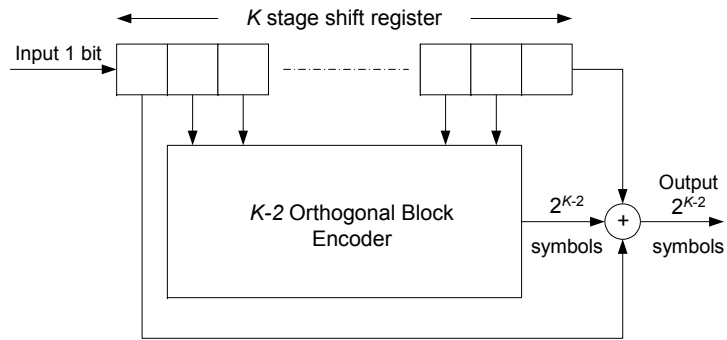 K stage shift register
Input 1 bit
K-2 Orthogonal Block
Encoder
2^{K-2}
symbols
+
Output
2^{K-2}
symbols